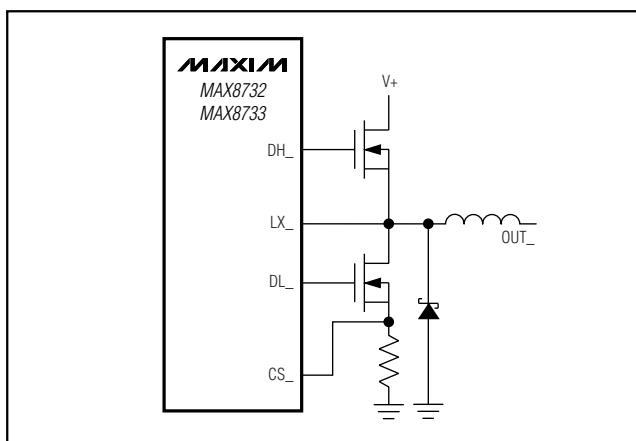 MAXIM
MAX8732
MAX8733
V+
DH_
LX_
OUT_
DL_
CS_